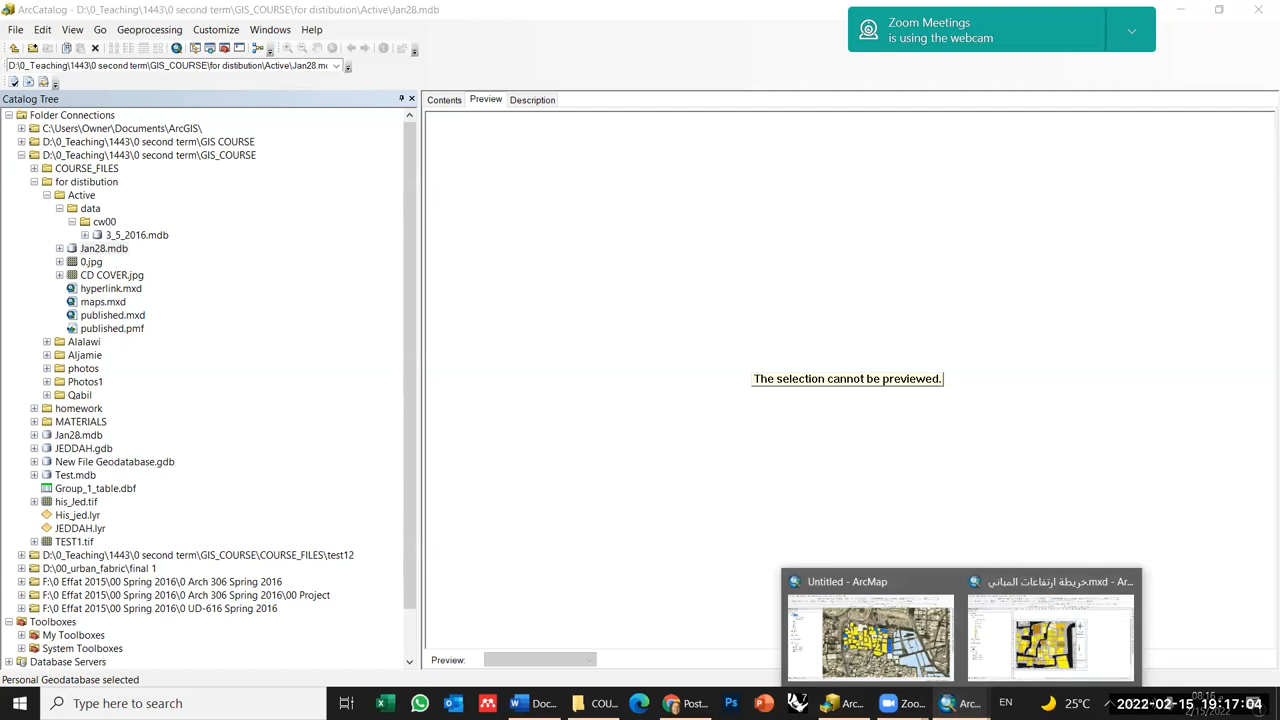 ArcCatalog - D:\0_Teaching\1443\0 second term\GIS_COURSE\for distibution\Active\Jan28.mdb
Zoom Meetings
is using the webcam
File Edit View Go Geoprocessing Customize Windows Help
D:\0_Teaching\1443\0 second term\GIS_COURSE\for distibution\Active\Jan28.m
Catalog Tree
Contents Preview Description
Folder Connections
C:\Users\Owner\Documents\ArcGIS\
D:\0_Teaching\1443\0 second term\GIS COURSE
D:\0_Teaching\1443\0 second term\GIS_COURSE
COURSE_FILES
for distibution
Active
data
cw00
3_5_2016.mdb
Jan28.mdb
0.jpg
CD COVER.jpg
hyperlink.mxd
maps.mxd
published.mxd
published.pmf
Alalawi
Aljamie
photos
Photos1
Qabil
homework
MATERIALS
Jan28.mdb
JEDDAH.gdb
New File Geodatabase.gdb
Test.mdb
Group_1_table.dbf
his_Jed.tif
His_jed.lyr
JEDDAH.lyr
TEST1.tif
D:\0_Teaching\1443\0 second term\GIS_COURSE\COURSE_FILES\test12
D:\00_urban_fabric\final 1
F:\0 Effat 2015\00 Spring 2016\0 Arch 306 Spring 2016
F:\0 Effat 2015\00 Spring 2016\0 Arch 306 Spring 2016 Project
F:\0 Effat 2015\00 Spring 2016\CD-610 Spring 2016
Toolboxes
My Toolboxes
System Toolboxes
Database Servers
The selection cannot be previewed.
Untitled - ArcMap
خريطة ارتفاعات المباني.mxd - Ar...
Preview:
Personal Geodatabase selected
Type here to search
Doc... COU... Post... Arc... Zoo... Arc... EN 25°C
2022-02-15 19:17:04